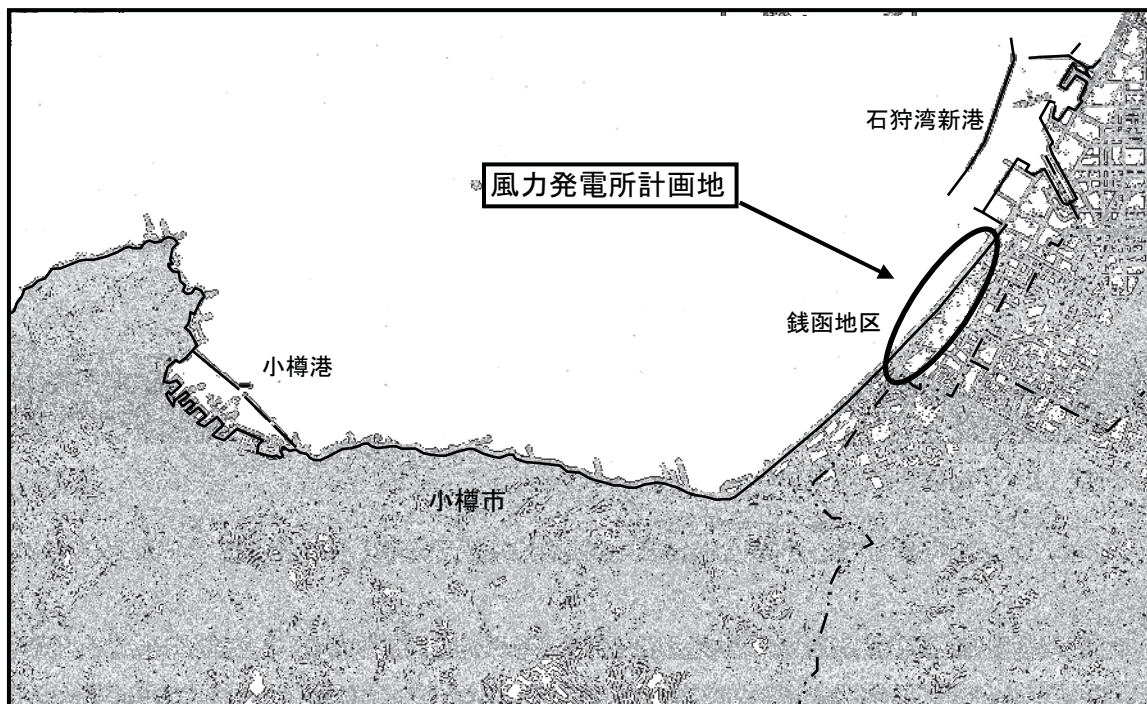 石狩湾新港
風力発電所計画地
銭函地区
小樽港
小樽市